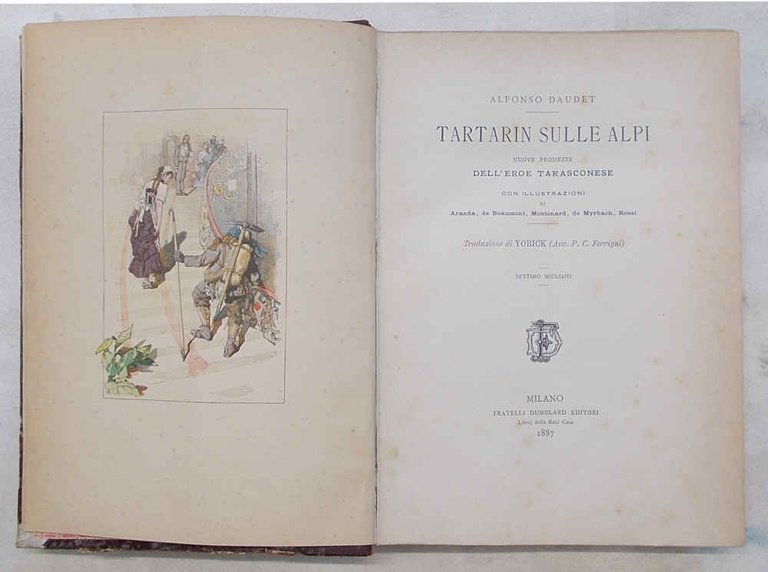 ALFONSO DAUDET
TARTARIN SULLE ALPI
NUOVE PRODEZZE
DELL'EROE TARASCONESE
CON ILLUSTRAZIONI
DI
Aranda, de Beaumont, Montenard, de Myrbach, Rossi
Traduzione di YORICK (Avv. P. C. Ferrigni)
SETTIMO MIGLIAIO
MILANO
FRATELLI DUMOLARD EDITORI
Librai della Real Casa
1887